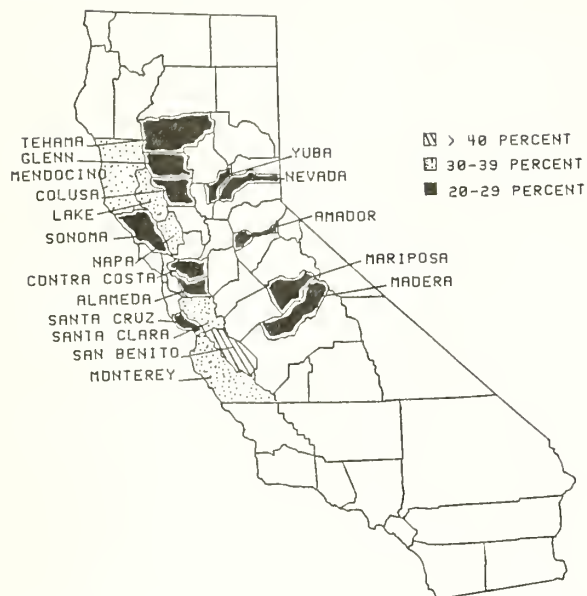 TEHAMA
GLENN
MENDOCINO
COLUSA
LAKE
SONOMA
NAPA
CONTRA COSTA
ALAMEDA
SANTA CRUZ
SANTA CLARA
SAN BENITO
MONTEREY
YUBA
NEVADA
AMADOR
MARIPOSA
MADERA
> 40 PERCENT
30-39 PERCENT
20-29 PERCENT